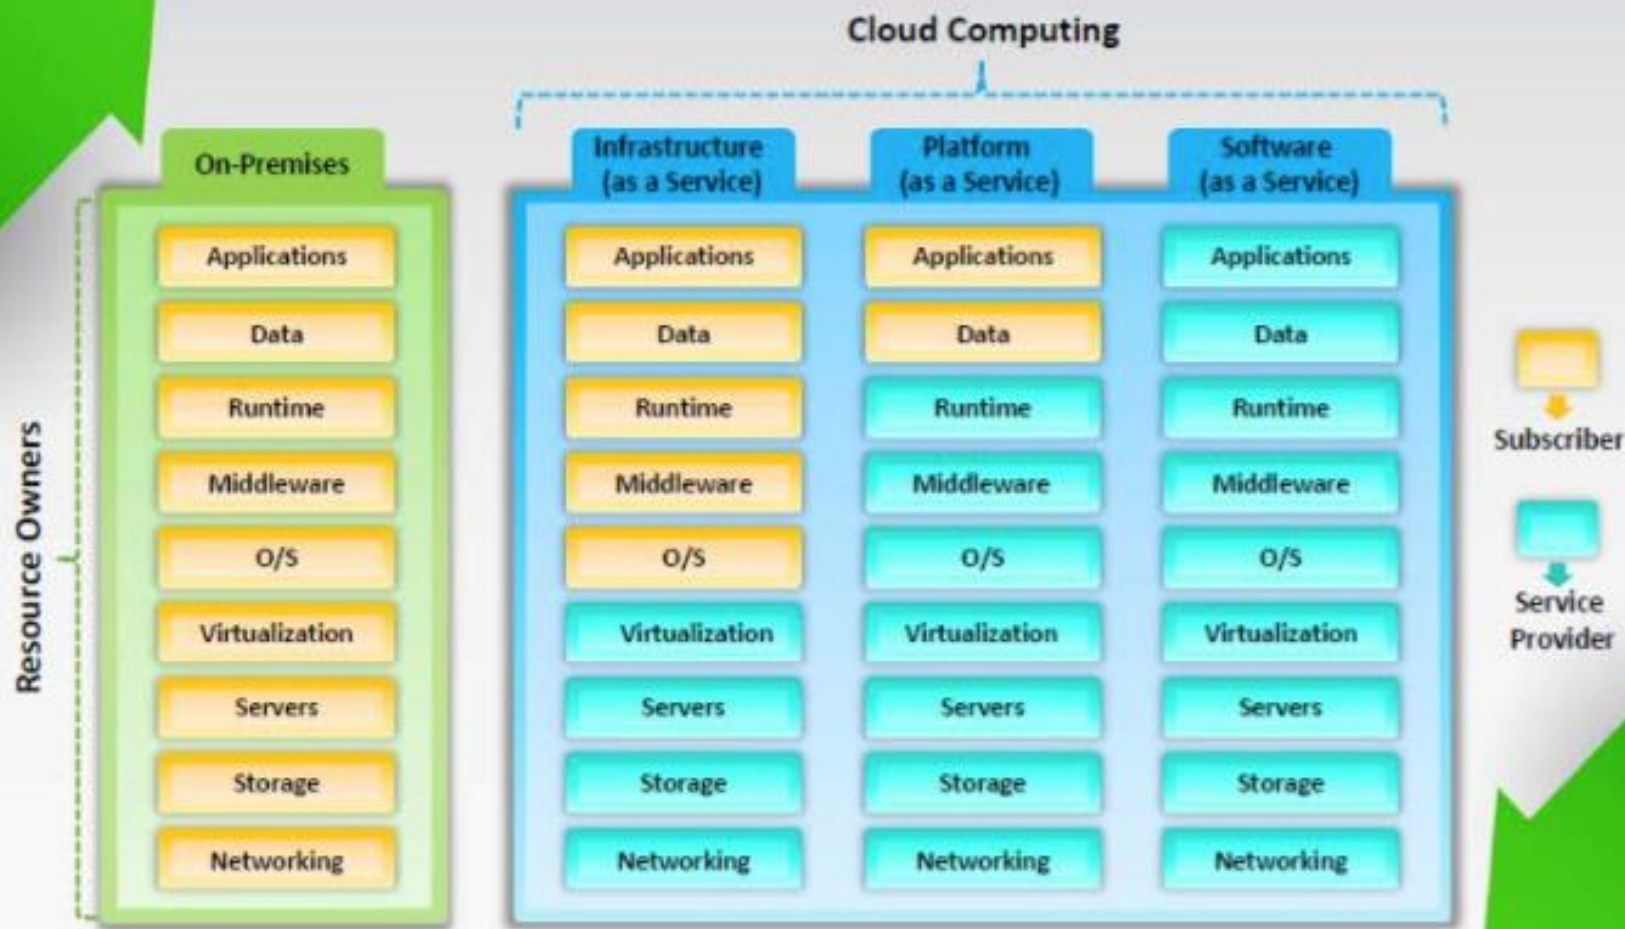 Cloud Computing
On-Premises
Infrastructure
(as a Service)
Platform
(as a Service)
Software
(as a Service)
Resource Owners
Applications
Data
Runtime
Middleware
O/S
Virtualization
Servers
Storage
Networking
Applications
Data
Runtime
Middleware
O/S
Virtualization
Servers
Storage
Networking
Applications
Data
Runtime
Middleware
O/S
Virtualization
Servers
Storage
Networking
Applications
Data
Runtime
Middleware
O/S
Virtualization
Servers
Storage
Networking
Subscriber
Service
Provider